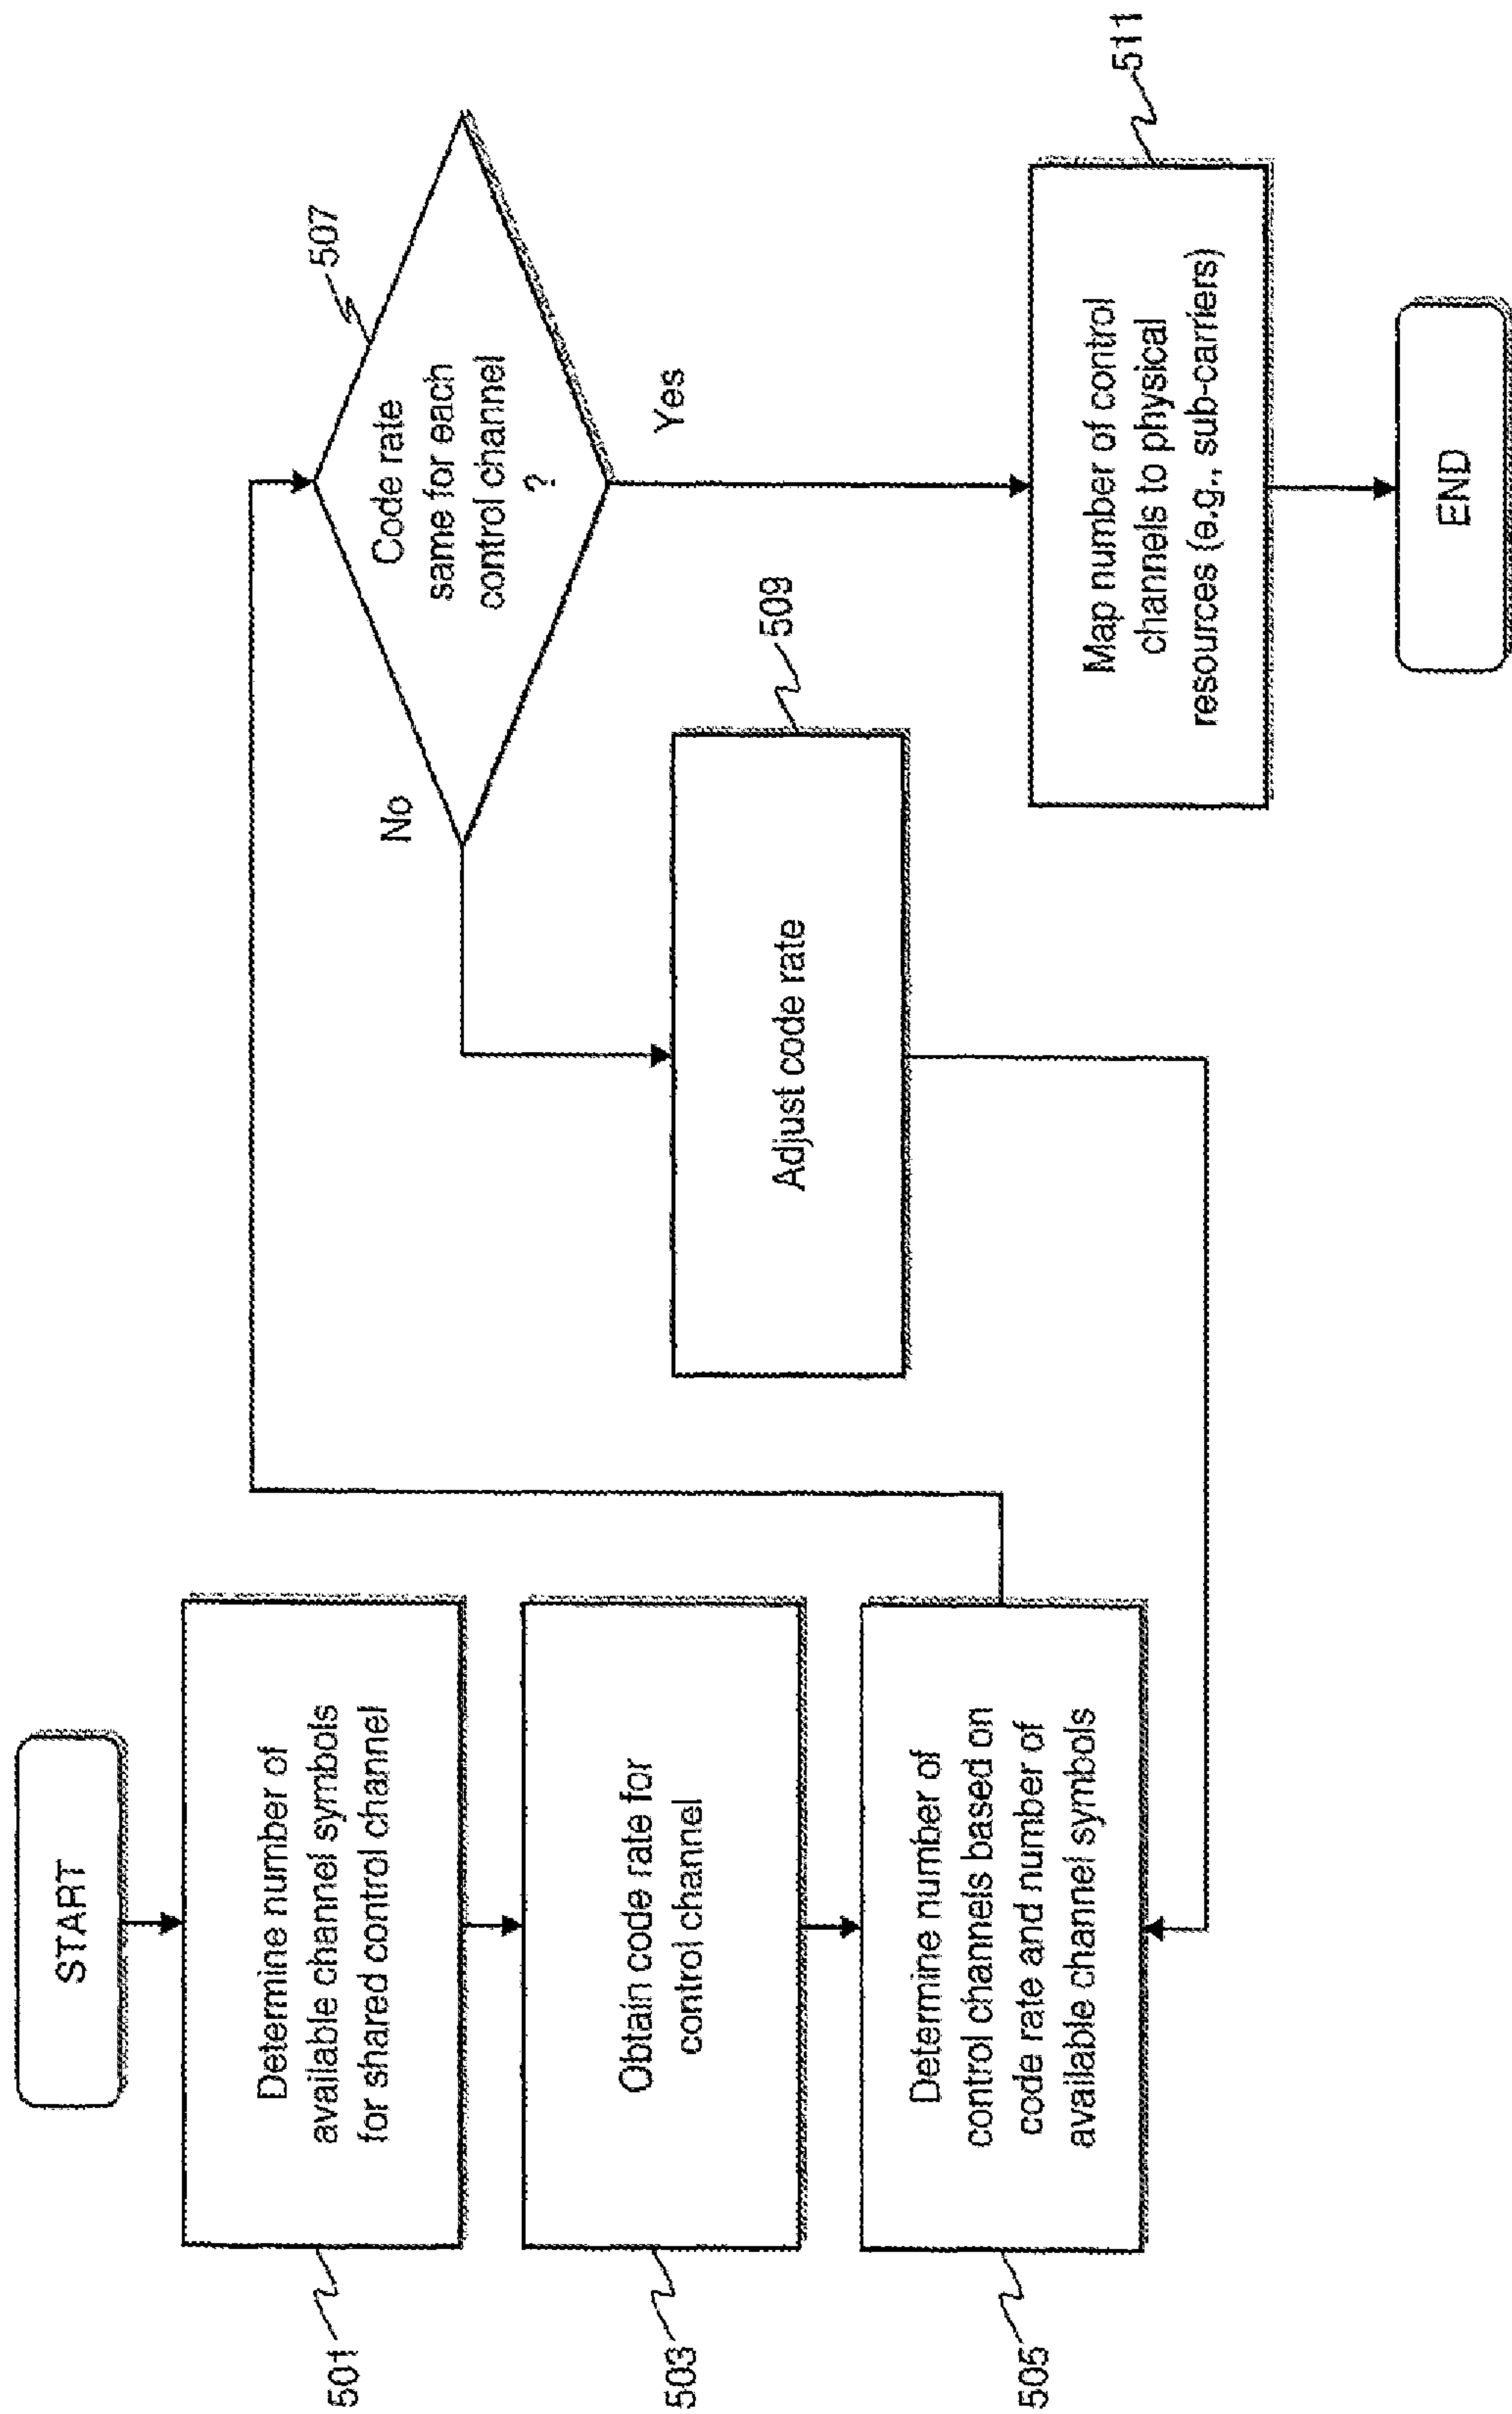 START
501
Determine number of
available channel symbols
for shared control channel
503
Obtain code rate for
control channel
505
Determine number of
control channels based on
code rate and number of
available channel symbols
507
Code rate
same for each
control channel
?
No
Yes
509
Adjust code rate
511
Map number of control
channels to physical
resources (e.g., sub-carriers)
END